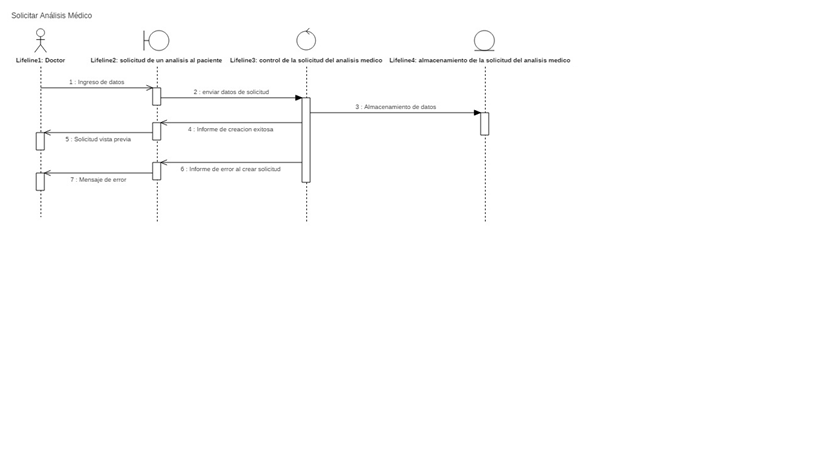 Solicitar Análisis Médico
Lifeline1: Doctor
Lifeline2: solicitud de un analisis al paciente
Lifeline3: control de la solicitud del analisis medico
Lifeline4: almacenamiento de la solicitud del analisis medico
1 : Ingreso de datos
2 : enviar datos de solicitud
3 : Almacenamiento de datos
4 : Informe de creacion exitosa
5 : Solicitud vista previa
6 : Informe de error al crear solicitud
7 : Mensaje de error